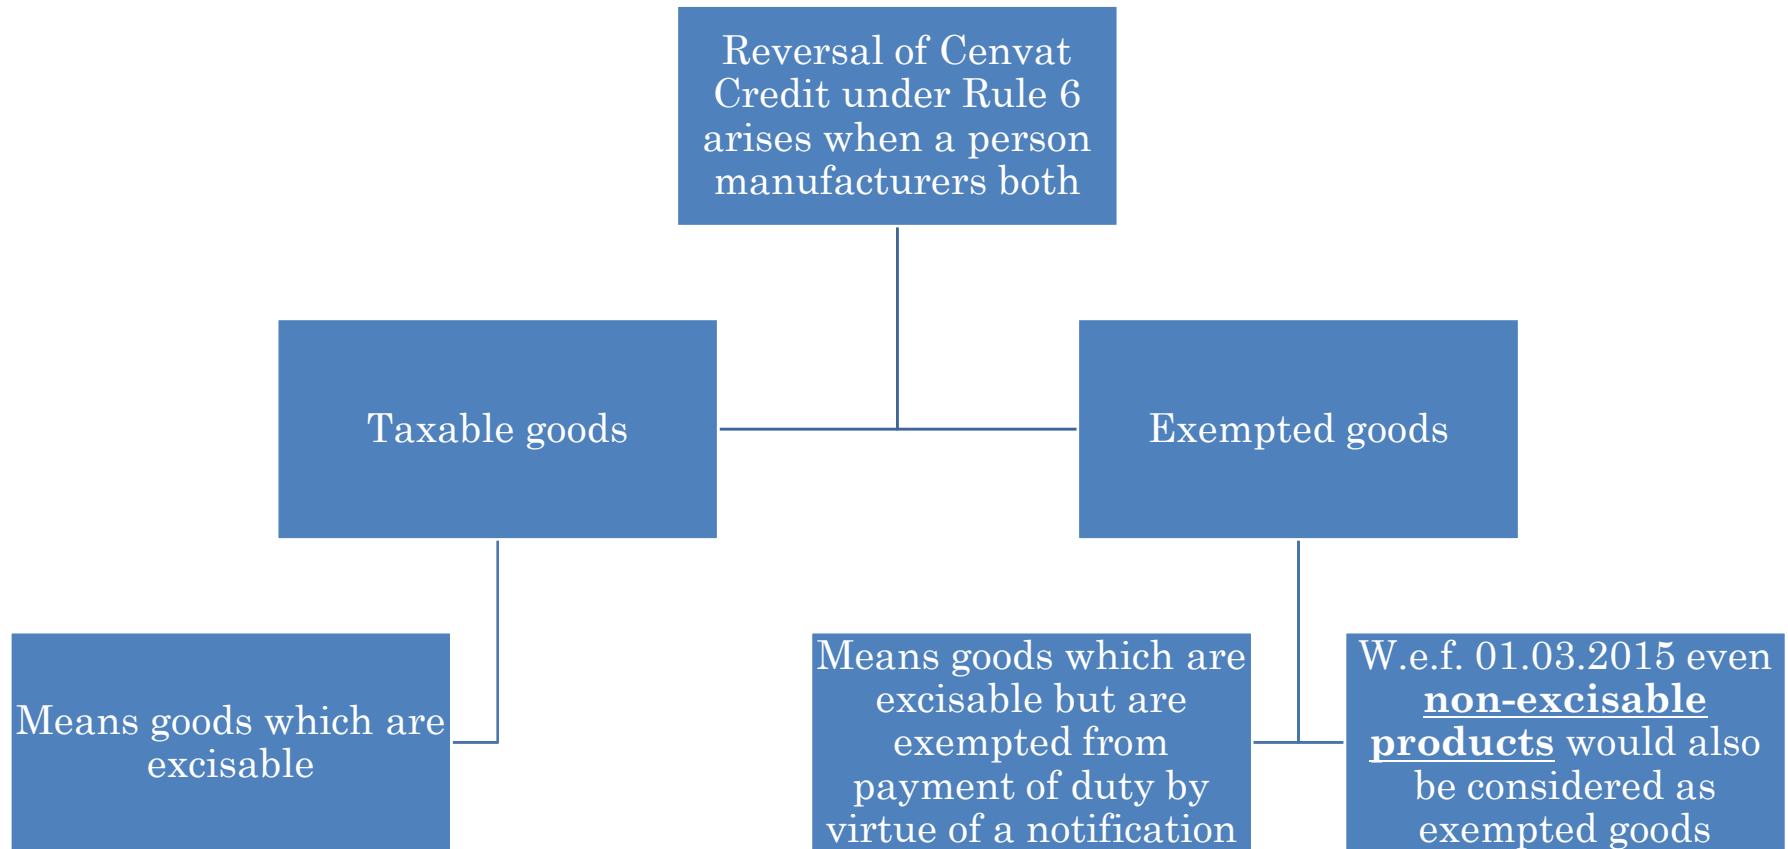 Reversal of Cenvat
Credit under Rule 6
arises when a person
manufacturers both
Taxable goods
Exempted goods
Means goods which are
excisable
Means goods which are
excisable but are
exempted from
payment of duty by
virtue of a notification
W.e.f. 01.03.2015 even
non-excisable
products would also
be considered as
exempted goods